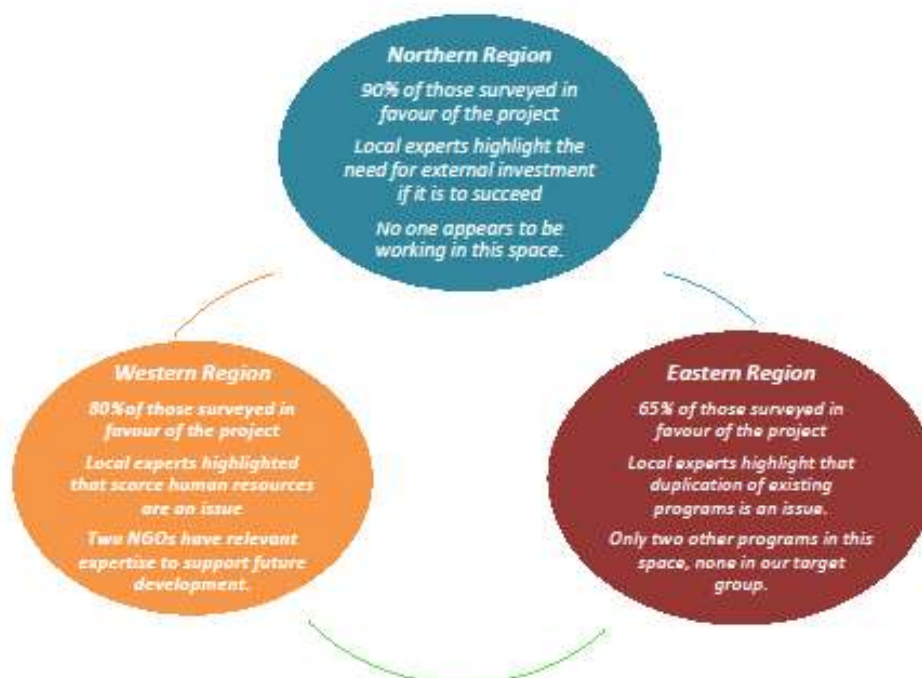 Northern Region
90% of those surveyed in
favour of the project
Local experts highlight the
need for external investment
if it is to succeed
No one appears to be
working in this space.
Western Region
80%of those surveyed in
favour of the project
Local experts highlighted
that scarce human resources
are an issue
Two NGOs have relevant
expertise to support future
development.
Eastern Region
65% of those surveyed in
favour of the project
Local experts highlight that
duplication of existing
programs is an issue.
Only two other programs in this
space, none in our target
group.